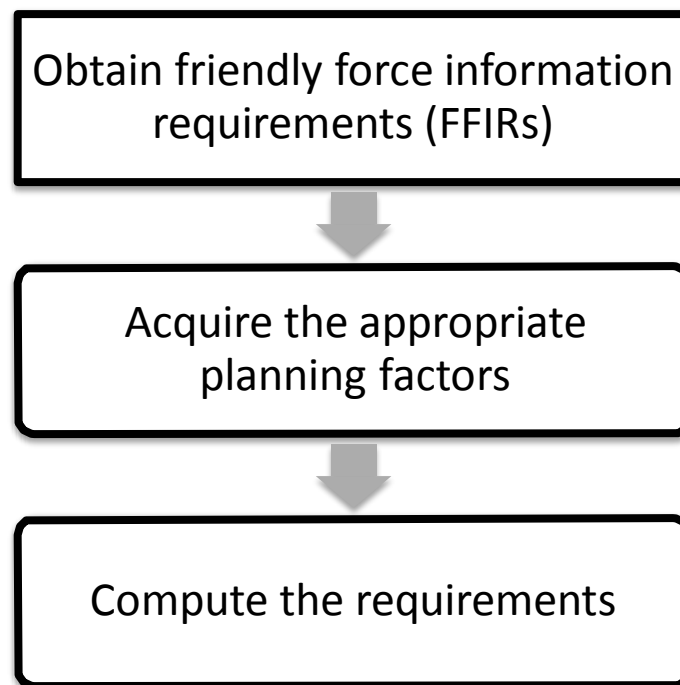 Obtain friendly force information
requirements (FFIRs)
Acquire the appropriate
planning factors
Compute the requirements